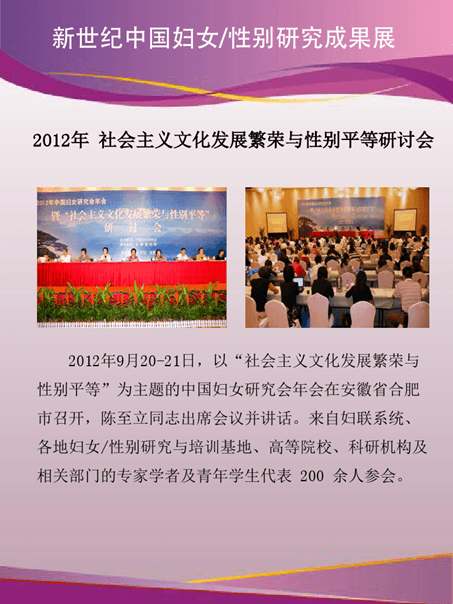 新世纪中国妇女/性别研究成果展
2012年 社会主义文化发展繁荣与性别平等研讨会
2012年中国妇女研究会年会
暨“社会主义文化发展繁荣与性别平等”
研 讨 会
2012年9月20-21日，以“社会主义文化发展繁荣与
性别平等”为主题的中国妇女研究会年会在安徽省合肥
市召开，陈至立同志出席会议并讲话。来自妇联系统、
各地妇女/性别研究与培训基地、高等院校、科研机构及
相关部门的专家学者及青年学生代表 200 余人参会。